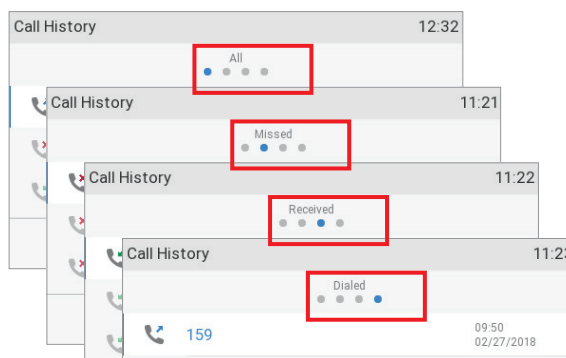 Call History 12:32
All
Call History 11:21
Missed
Call History 11:22
Received
Call History 11:23
Dialed
159 09:50
02/27/2018